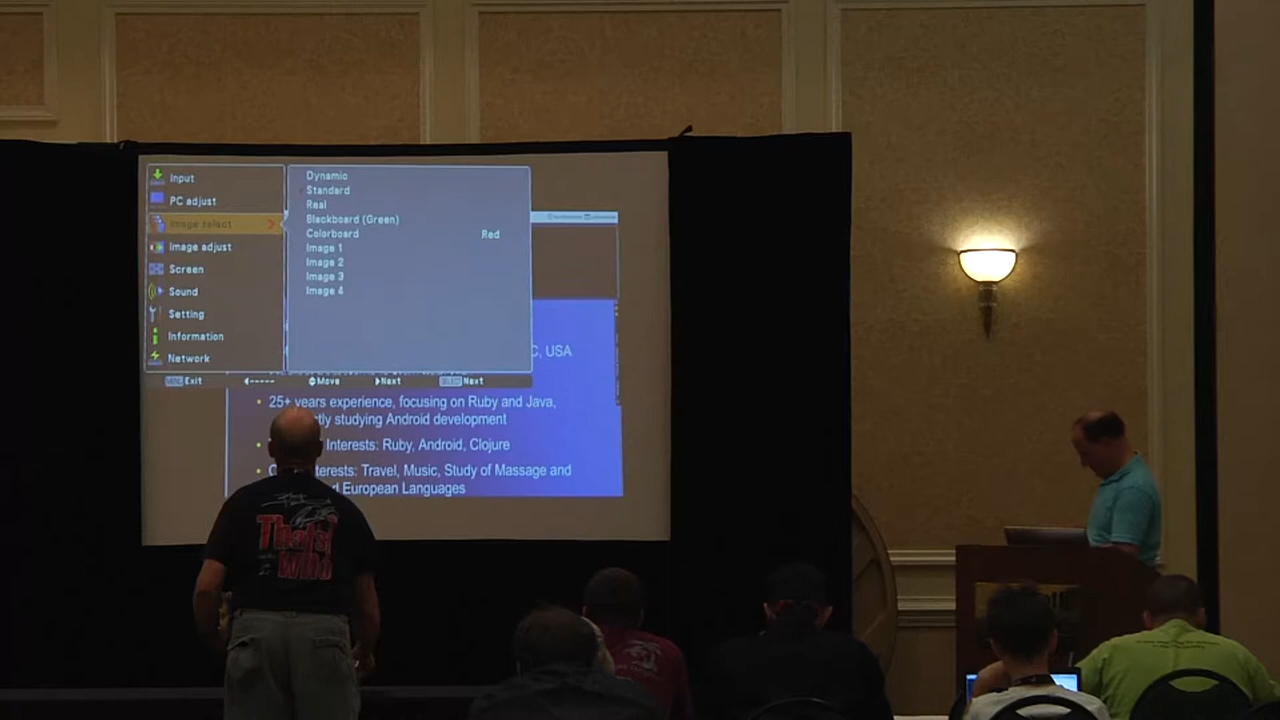 Input
PC adjust
Image select
Image adjust
Screen
Sound
Setting
Information
Network
Dynamic
Standard
Real
Blackboard (Green)
Colorboard Red
Image 1
Image 2
Image 3
Image 4
MENU Exit ◄----- Move Next SELECT Next
C, USA
• 25+ years experience, focusing on Ruby and Java,
tly studying Android development
Interests: Ruby, Android, Clojure
terests: Travel, Music, Study of Massage and
d European Languages
Thats
Who